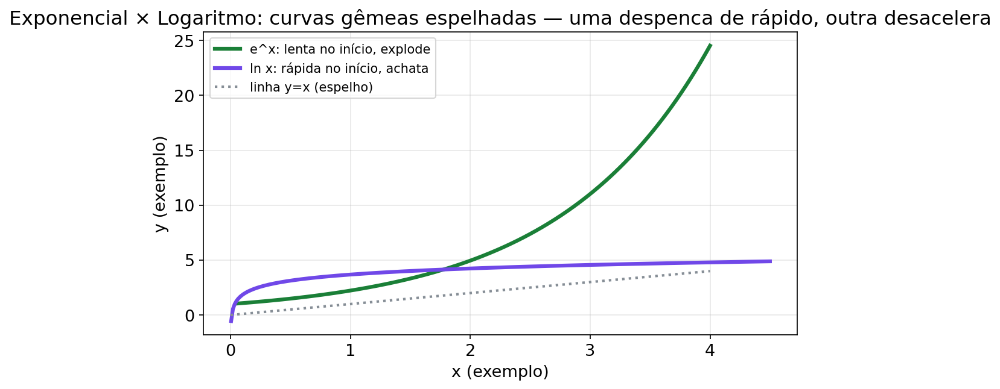 Exponencial × Logaritmo: curvas gêmeas espelhadas — uma despenca de rápido, outra desacelera
e^x: lenta no início, explode
ln x: rápida no início, achata
linha y=x (espelho)
y (exemplo)
25
20
15
10
5
0
0 1 2 3 4
x (exemplo)